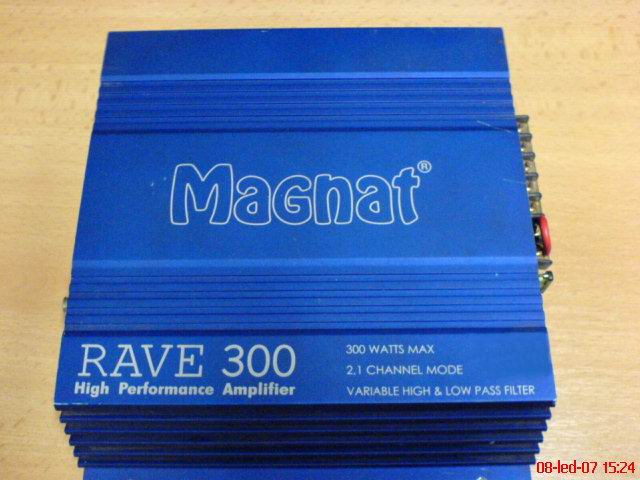 Magnat®
RAVE 300
High Performance Amplifier
300 WATTS MAX
2.1 CHANNEL MODE
VARIABLE HIGH & LOW PASS FILTER
08-led-07 15:24